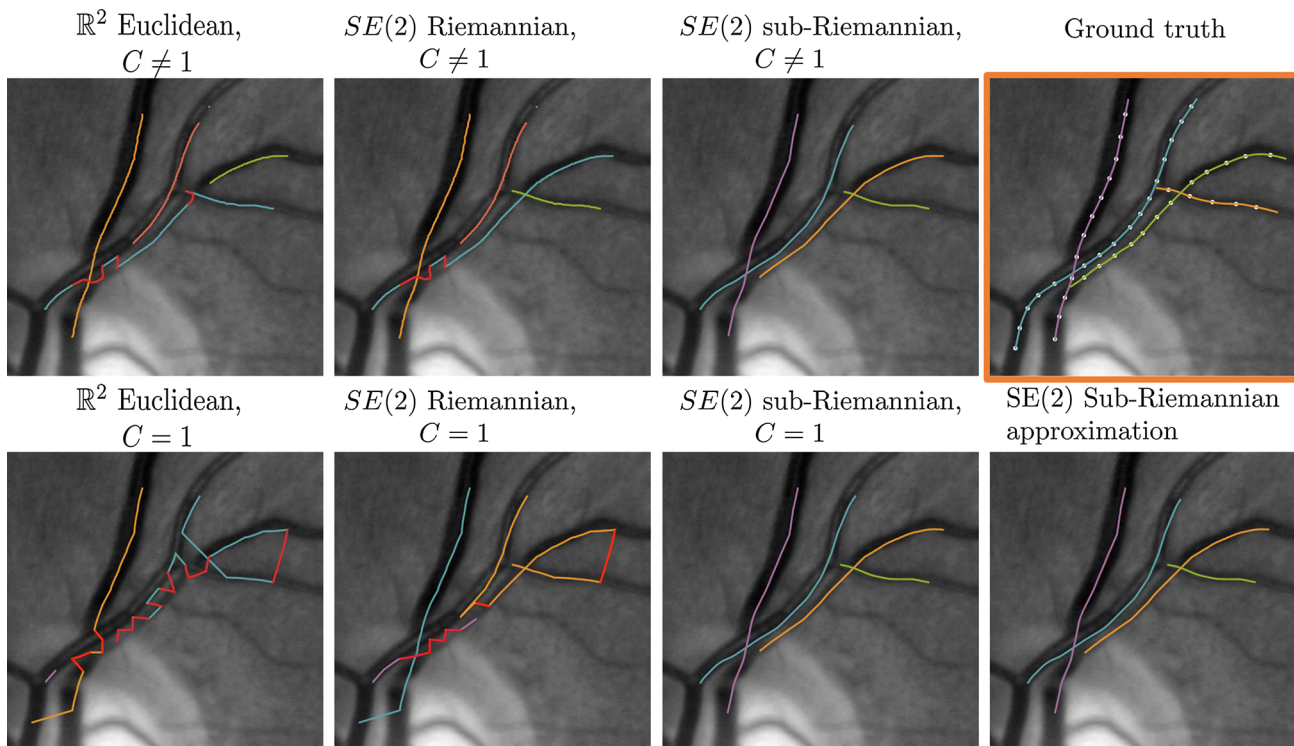 ℝ² Euclidean,
C ≠ 1
SE(2) Riemannian,
C ≠ 1
SE(2) sub-Riemannian,
C ≠ 1
Ground truth
ℝ² Euclidean,
C = 1
SE(2) Riemannian,
C = 1
SE(2) sub-Riemannian,
C = 1
SE(2) Sub-Riemannian
approximation